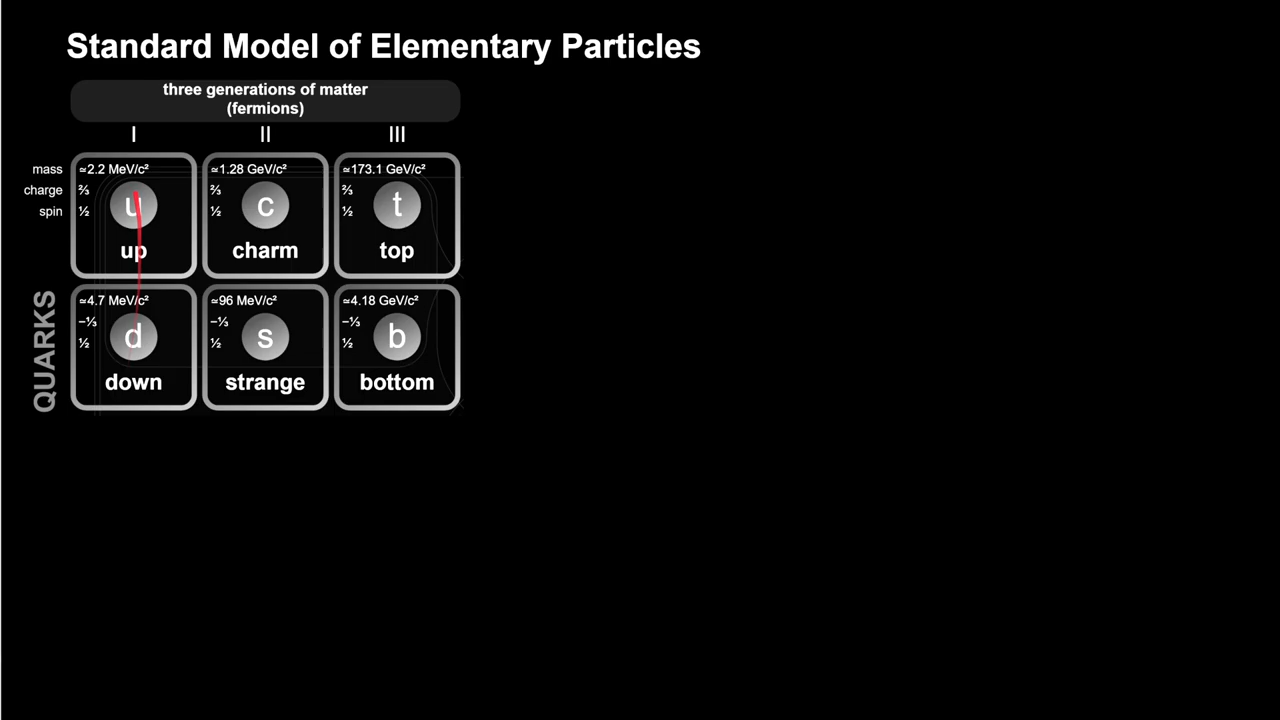 Standard Model of Elementary Particles
three generations of matter
(fermions)
I II III
mass ≃2.2 MeV/c² ≃1.28 GeV/c² ≃173.1 GeV/c²
charge ⅔ ⅔ ⅔
spin ½ ½ ½
u c t
up charm top
≃4.7 MeV/c² ≃96 MeV/c² ≃4.18 GeV/c²
−⅓ −⅓ −⅓
½ ½ ½
d s b
down strange bottom
QUARKS